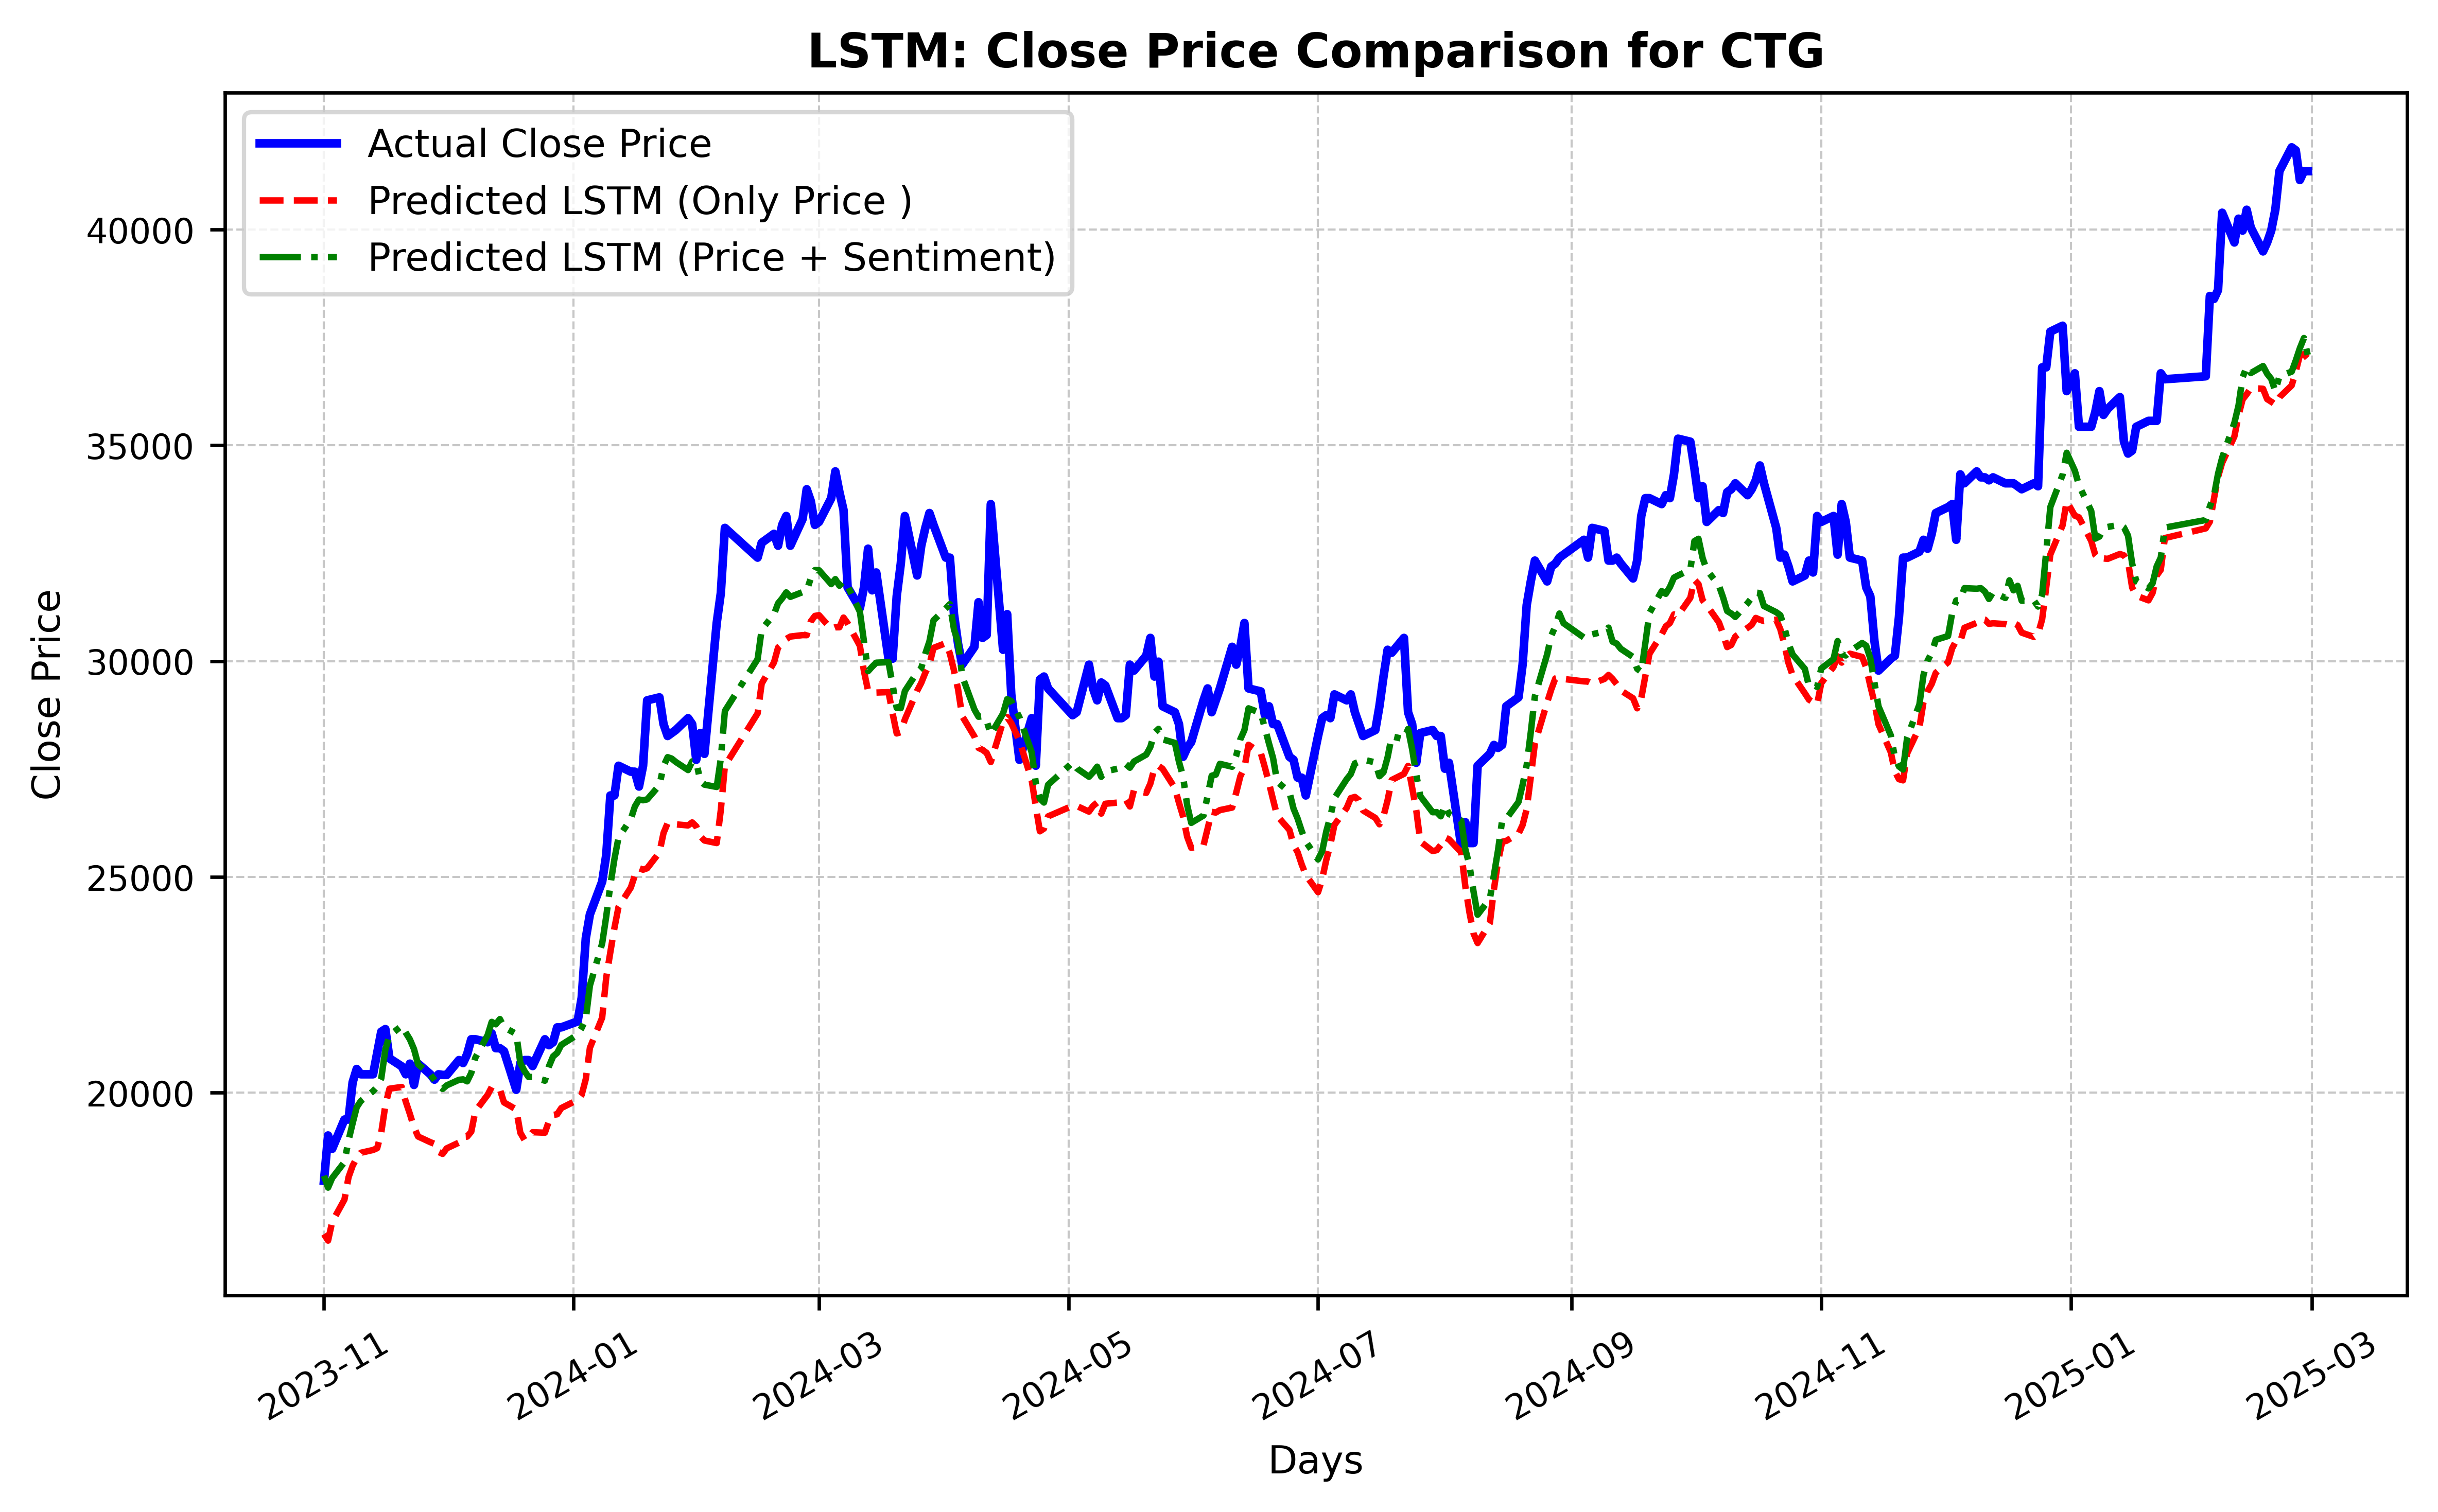 LSTM: Close Price Comparison for CTG
Actual Close Price
Predicted LSTM (Only Price )
Predicted LSTM (Price + Sentiment)
Close Price
40000
35000
30000
25000
20000
2023-11
2024-01
2024-03
2024-05
2024-07
2024-09
2024-11
2025-01
2025-03
Days